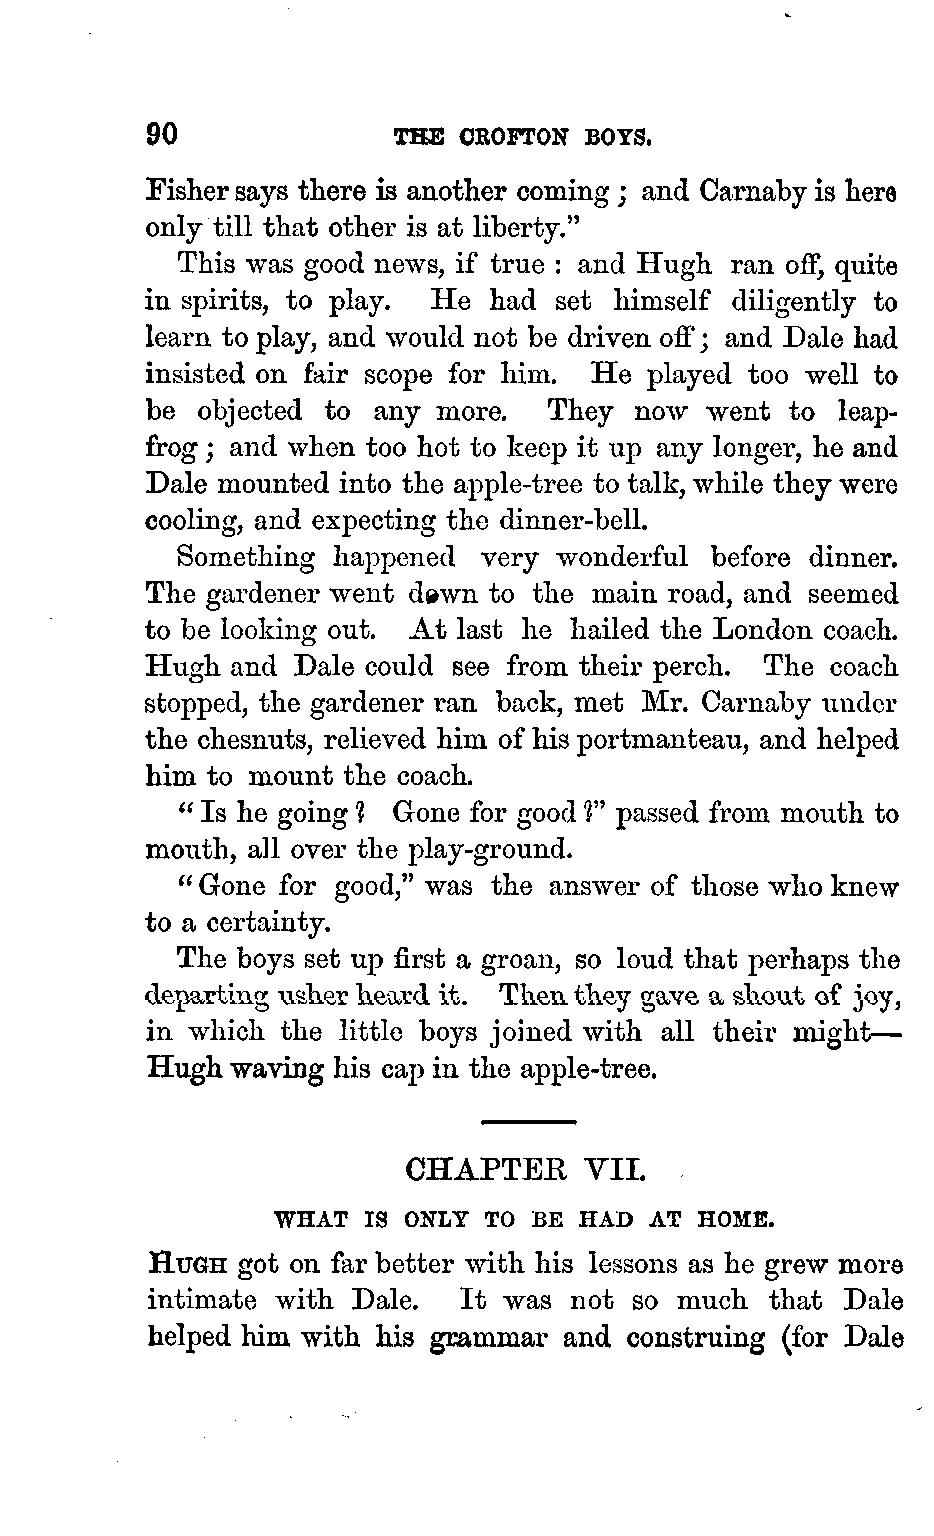 90 THE CROFTON BOYS.
Fisher says there is another coming; and Carnaby is here
only till that other is at liberty."
This was good news, if true: and Hugh ran off, quite
in spirits, to play. He had set himself diligently to
learn to play, and would not be driven off; and Dale had
insisted on fair scope for him. He played too well to
be objected to any more. They now went to leap-
frog; and when too hot to keep it up any longer, he and
Dale mounted into the apple-tree to talk, while they were
cooling, and expecting the dinner-bell.
Something happened very wonderful before dinner.
The gardener went down to the main road, and seemed
to be looking out. At last he hailed the London coach.
Hugh and Dale could see from their perch. The coach
stopped, the gardener ran back, met Mr. Carnaby under
the chesnuts, relieved him of his portmanteau, and helped
him to mount the coach.
"Is he going? Gone for good?" passed from mouth to
mouth, all over the play-ground.
"Gone for good," was the answer of those who knew
to a certainty.
The boys set up first a groan, so loud that perhaps the
departing usher heard it. Then they gave a shout of joy,
in which the little boys joined with all their might—
Hugh waving his cap in the apple-tree.
CHAPTER VII.
WHAT IS ONLY TO BE HAD AT HOME.
HUGH got on far better with his lessons as he grew more
intimate with Dale. It was not so much that Dale
helped him with his grammar and construing (for Dale